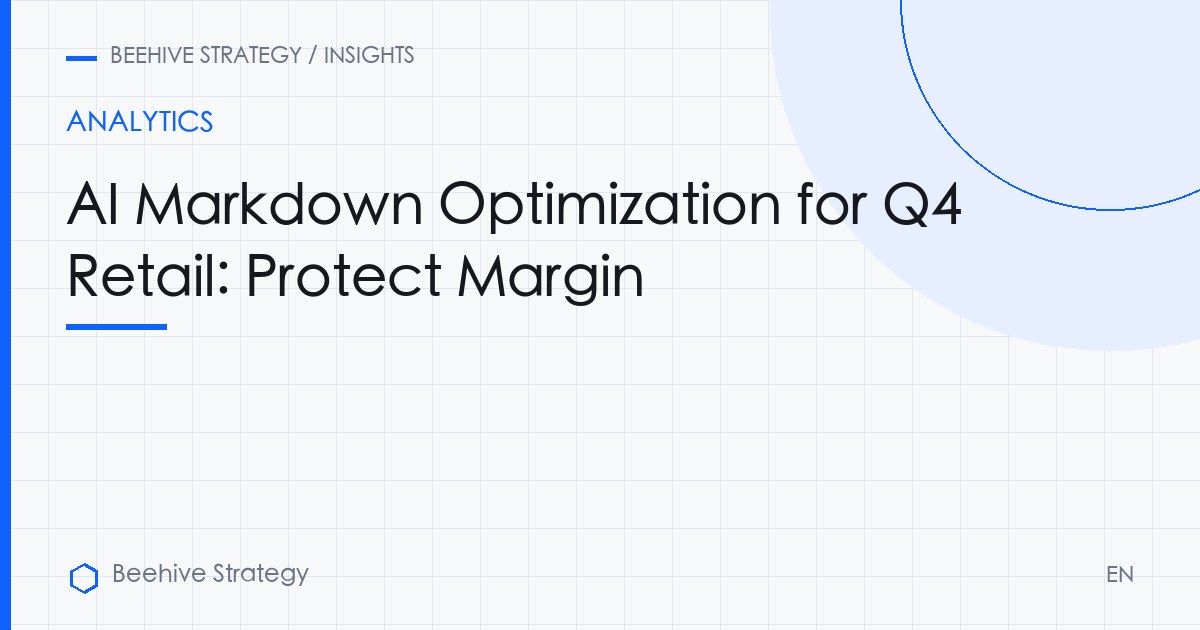 BEEHIVE STRATEGY / INSIGHTS
ANALYTICS
AI Markdown Optimization for Q4
Retail: Protect Margin
Beehive Strategy
EN